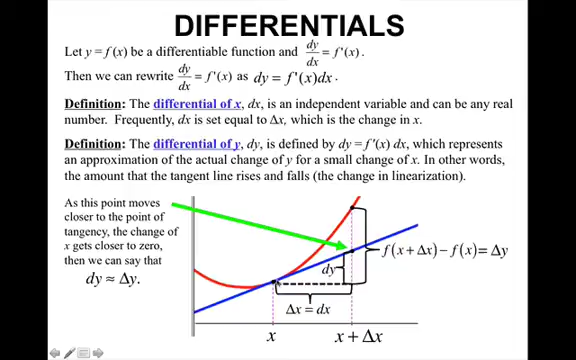 DIFFERENTIALS
Let y = f (x) be a differentiable function and dy/dx = f '(x) .
Then we can rewrite dy/dx = f '(x) as dy = f '(x)dx .
Definition: The differential of x, dx, is an independent variable and can be any real
number. Frequently, dx is set equal to Δx, which is the change in x.
Definition: The differential of y, dy, is defined by dy = f '(x) dx, which represents
an approximation of the actual change of y for a small change of x. In other words,
the amount that the tangent line rises and falls (the change in linearization).
As this point moves
closer to the point of
tangency, the change of
x gets closer to zero,
then we can say that
dy ≈ Δy.
f(x + Δx) − f(x) = Δy
dy
Δx = dx
x
x + Δx